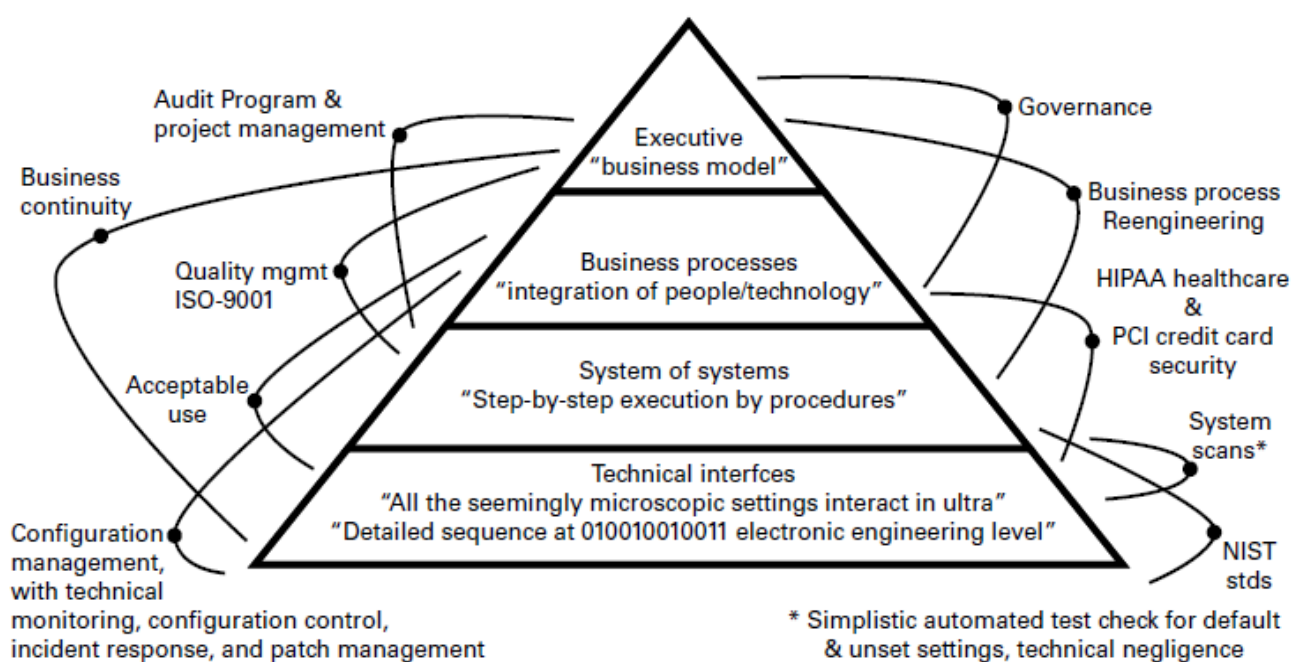 Audit Program &
project management
Governance
Executive
“business model”
Business
continuity
Business process
Reengineering
Quality mgmt
ISO-9001
Business processes
“integration of people/technology”
HIPAA healthcare
&
PCI credit card
security
Acceptable
use
System of systems
“Step-by-step execution by procedures”
System
scans*
Technical interfces
“All the seemingly microscopic settings interact in ultra”
“Detailed sequence at 010010010011 electronic engineering level”
Configuration
management,
with technical
monitoring, configuration control,
incident response, and patch management
NIST
stds
* Simplistic automated test check for default
& unset settings, technical negligence